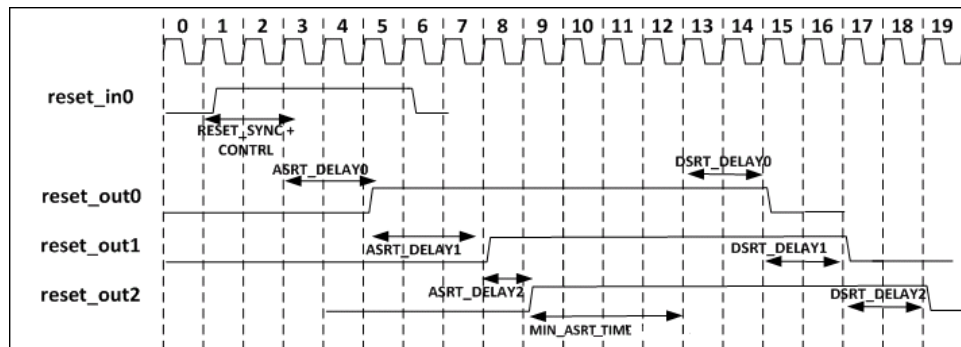 0 1 2 3 4 5 6 7 8 9 10 11 12 13 14 15 16 17 18 19
reset_in0
RESET_SYNC +
CONTRL
ASRT_DELAY0
DSRT_DELAY0
reset_out0
reset_out1
ASRT_DELAY1
DSRT_DELAY1
reset_out2
ASRT_DELAY2
DSRT_DELAY2
MIN_ASRT_TIME